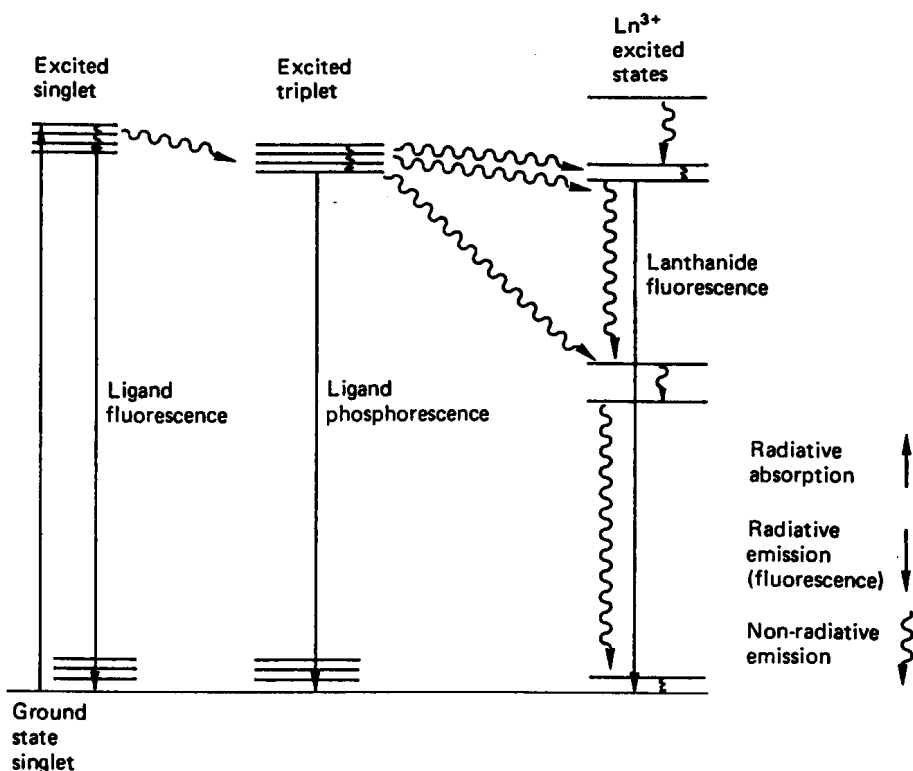 Ln³⁺
excited
states
Excited
singlet
Excited
triplet
Lanthanide
fluorescence
Ligand
fluorescence
Ligand
phosphorescence
Radiative
absorption
Radiative
emission
(fluorescence)
Non-radiative
emission
Ground
state
singlet